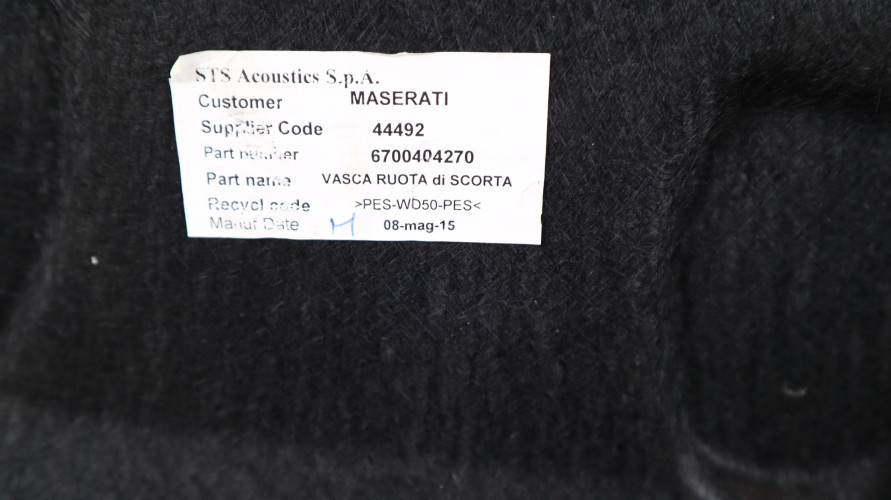 STS Acoustics S.p.A.
Customer MASERATI
Supplier Code 44492
Part number 6700404270
Part name VASCA RUOTA di SCORTA
Recycl code >PES-WD50-PES<
Manuf Date M 08-mag-15